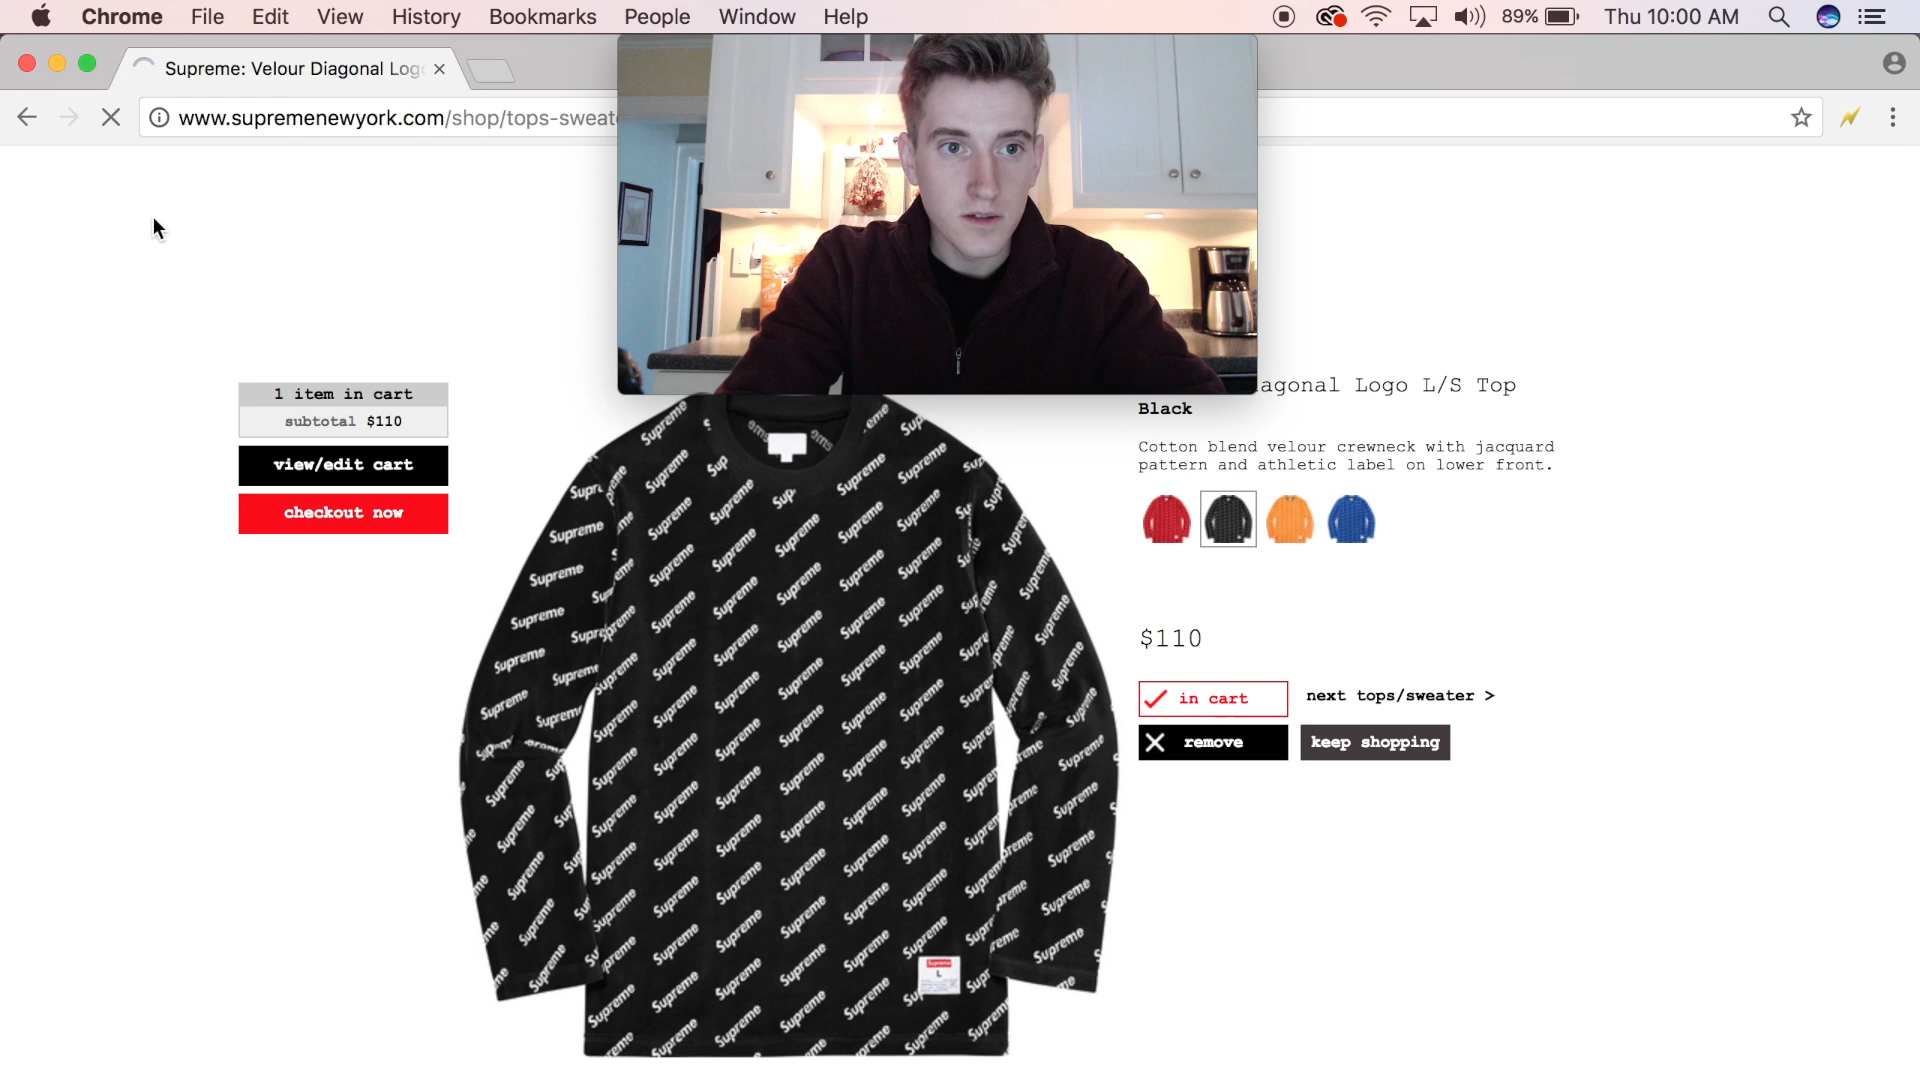 Chrome File Edit View History Bookmarks People Window Help 89% Thu 10:00 AM
Supreme: Velour Diagonal Log
www.supremenewyork.com/shop/tops-sweat
1 item in cart
subtotal $110
view/edit cart
checkout now
agonal Logo L/S Top
Black
Cotton blend velour crewneck with jacquard
pattern and athletic label on lower front.
$110
in cart
next tops/sweater >
remove
keep shopping
Supreme
L